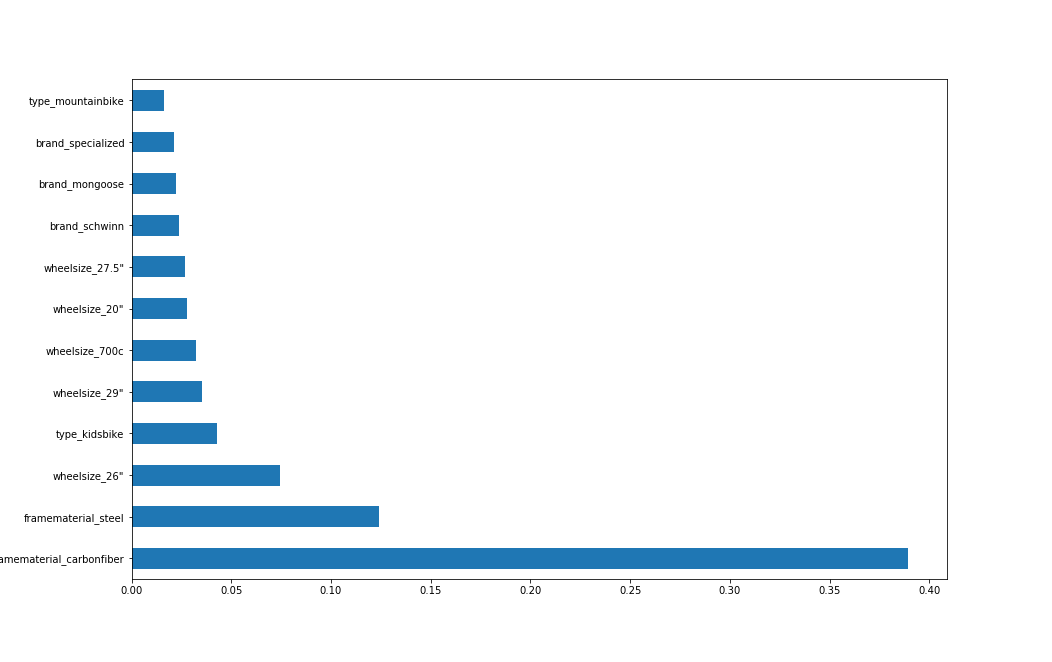 type_mountainbike
brand_specialized
brand_mongoose
brand_schwinn
wheelsize_27.5"
wheelsize_20"
wheelsize_700c
wheelsize_29"
type_kidsbike
wheelsize_26"
framematerial_steel
amematerial_carbonfiber
0.00 0.05 0.10 0.15 0.20 0.25 0.30 0.35 0.40